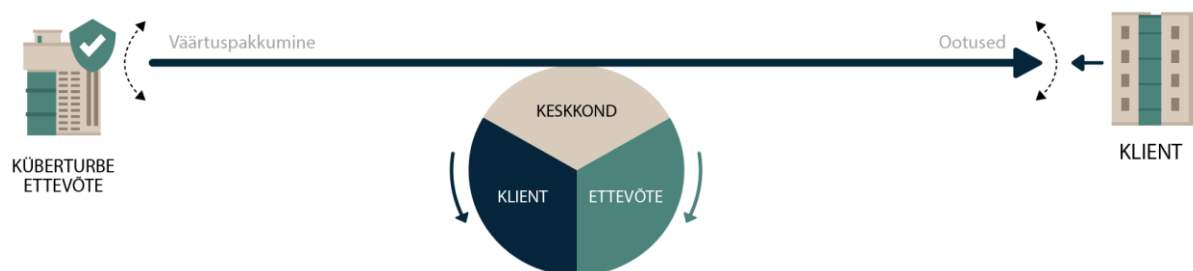 Väärtuspakkumine
Ootused
KESKKOND
KLIENT
ETTEVÕTE
KÜBERTURBE
ETTEVÕTE
KLIENT